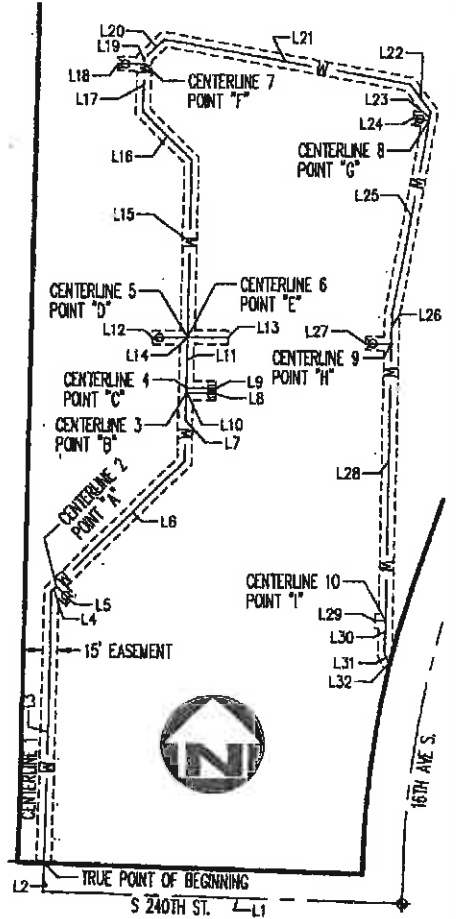 L20
L19
L18
L17
L21
L22
L23
L24
CENTERLINE 7
POINT "F"
CENTERLINE 8
POINT "G"
L16
L15
L25
CENTERLINE 5
POINT "D"
CENTERLINE 6
POINT "E"
L12
L14
L13
L11
L27
L26
CENTERLINE 9
POINT "H"
CENTERLINE 4
POINT "C"
L9
L8
CENTERLINE 3
POINT "B"
L10
L7
W
CENTERLINE 2
POINT "A"
L6
L28
L5
L4
CENTERLINE 10
POINT "I"
L29
L30
L31
L32
15' EASEMENT
CENTERLINE 1
L3
N
16TH AVE S.
TRUE POINT OF BEGINNING
L2
S 240TH ST.
L1